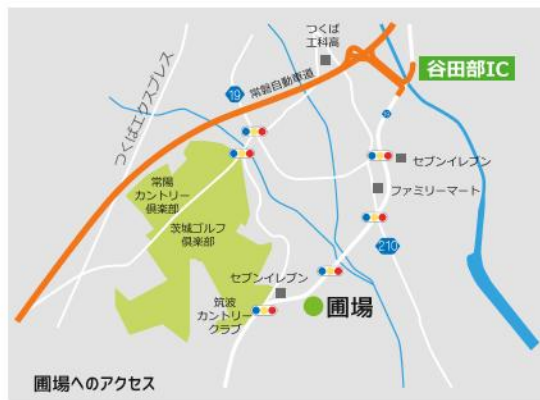 つくば
工科高
谷田部IC
19
常磐自動車道
つくばエクスプレス
セブンイレブン
ファミリーマート
常陽
カントリー
倶楽部
茨城ゴルフ
倶楽部
210
セブンイレブン
圃場
筑波
カントリー
クラブ
圃場へのアクセス